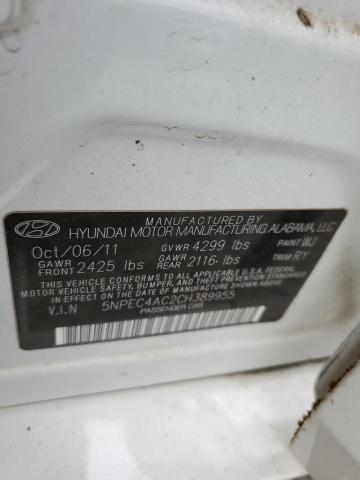 MANUFACTURED BY
HYUNDAI MOTOR MANUFACTURING ALABAMA, LLC
Oct/06/11 GVWR 4299 lbs PAINT WJ
GAWR FRONT 2425 lbs GAWR REAR 2116 lbs TRIM RY
THIS VEHICLE CONFORMS TO ALL APPLICABLE U.S.A. FEDERAL
MOTOR VEHICLE SAFETY, BUMPER, AND THEFT PREVENTION STANDARDS
IN EFFECT ON THE DATE OF MANUFACTURE SHOWN ABOVE.
V.I.N 5NPEC4AC2CH389955
PASSENGER CAR